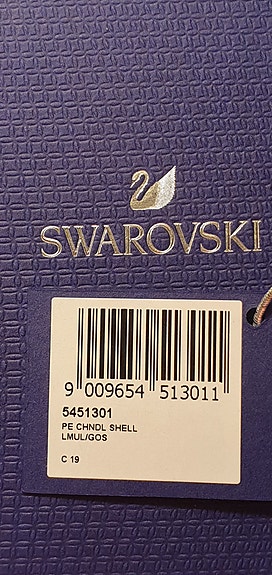 SWAROVSKI
9 009654 513011
5451301
PE CHNDL SHELL
LMUL/GOS
C 19